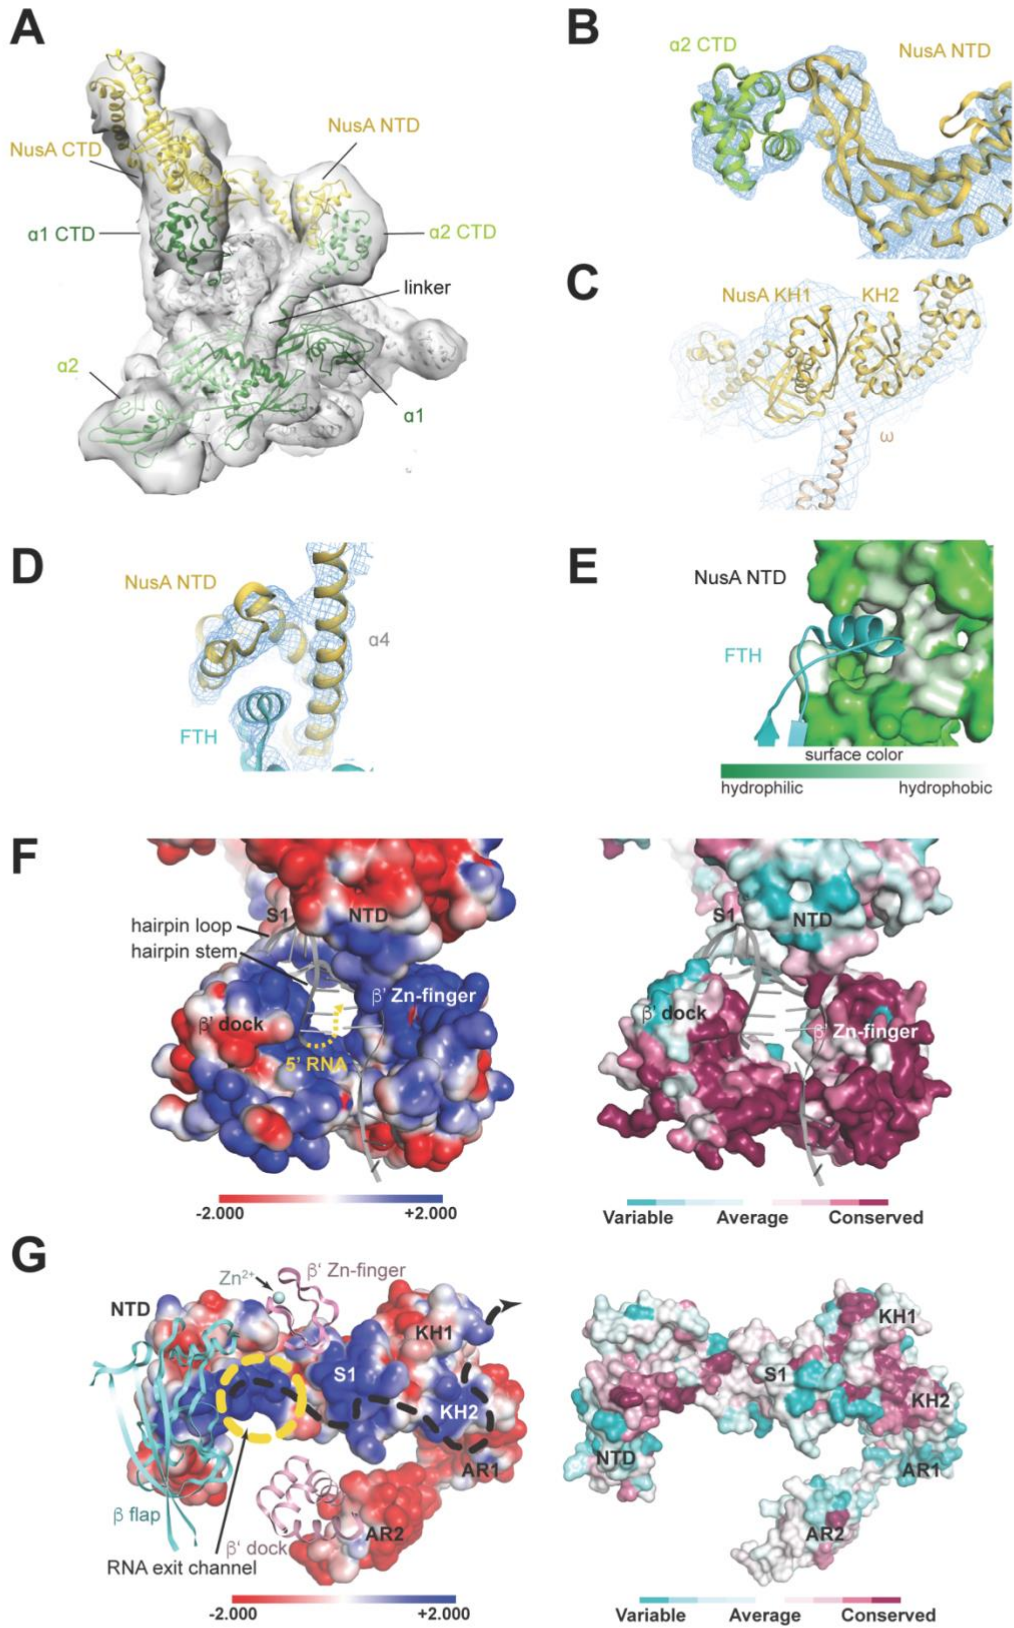 A
NusA CTD
NusA NTD
α1 CTD
α2 CTD
linker
α2
α1
B
α2 CTD
NusA NTD
C
NusA KH1
KH2
ω
D
NusA NTD
α4
FTH
E
NusA NTD
FTH
surface color
hydrophilic
hydrophobic
F
hairpin loop
hairpin stem
S1
NTD
β' dock
β' Zn-finger
5' RNA
-2.000
+2.000
S1
NTD
β' dock
β' Zn-finger
Variable
Average
Conserved
G
Zn2+
β' Zn-finger
NTD
KH1
S1
KH2
AR1
β flap
AR2
β' dock
RNA exit channel
-2.000
+2.000
KH1
S1
KH2
NTD
AR1
AR2
Variable
Average
Conserved